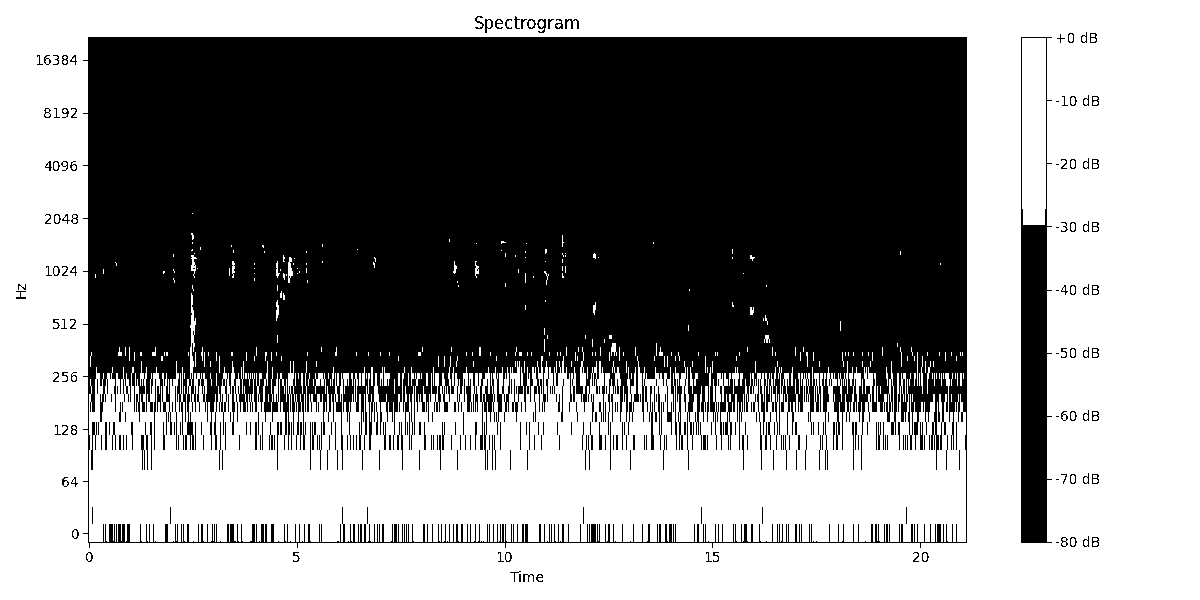 Spectrogram
16384
8192
4096
2048
1024
512
256
128
64
0
Hz
0 5 10 15 20
Time
+0 dB
-10 dB
-20 dB
-30 dB
-40 dB
-50 dB
-60 dB
-70 dB
-80 dB